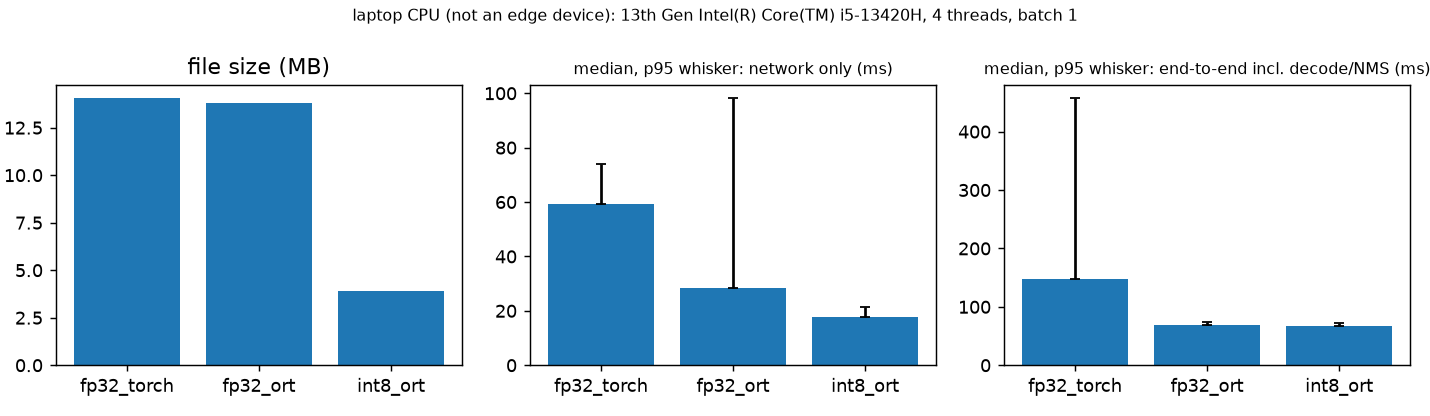 laptop CPU (not an edge device): 13th Gen Intel(R) Core(TM) i5-13420H, 4 threads, batch 1
file size (MB)
12.5
10.0
7.5
5.0
2.5
0.0
fp32_torch
fp32_ort
int8_ort
median, p95 whisker: network only (ms)
100
80
60
40
20
0
fp32_torch
fp32_ort
int8_ort
median, p95 whisker: end-to-end incl. decode/NMS (ms)
400
300
200
100
0
fp32_torch
fp32_ort
int8_ort